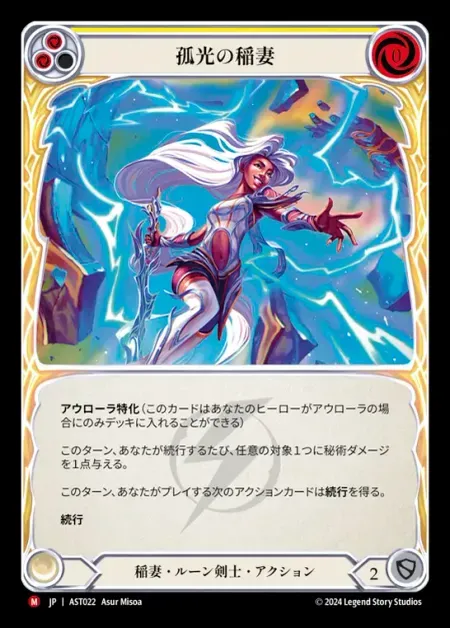 孤光の稲妻
0
アウローラ特化(このカードはあなたのヒーローがアウローラの場
合にのみデッキに入れることができる)
このターン、あなたが続行するたび、任意の対象1つに秘術ダメージ
を1点与える。
このターン、あなたがプレイする次のアクションカードは続行を得る。
続行
稲妻・ルーン剣士・アクション
2
M JP | AST022 Asur Misoa
© 2024 Legend Story Studios